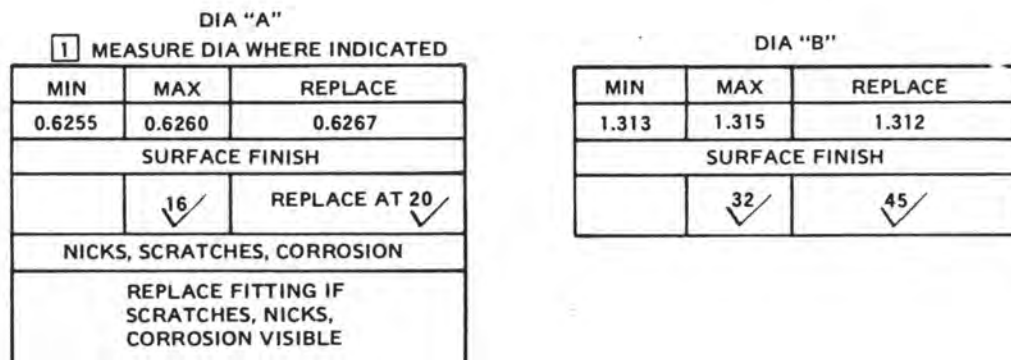 DIA “A”
1 MEASURE DIA WHERE INDICATED
MIN MAX REPLACE
0.6255 0.6260 0.6267
SURFACE FINISH
16 REPLACE AT 20
NICKS, SCRATCHES, CORROSION
REPLACE FITTING IF
SCRATCHES, NICKS,
CORROSION VISIBLE
DIA "B"
MIN MAX REPLACE
1.313 1.315 1.312
SURFACE FINISH
32 45